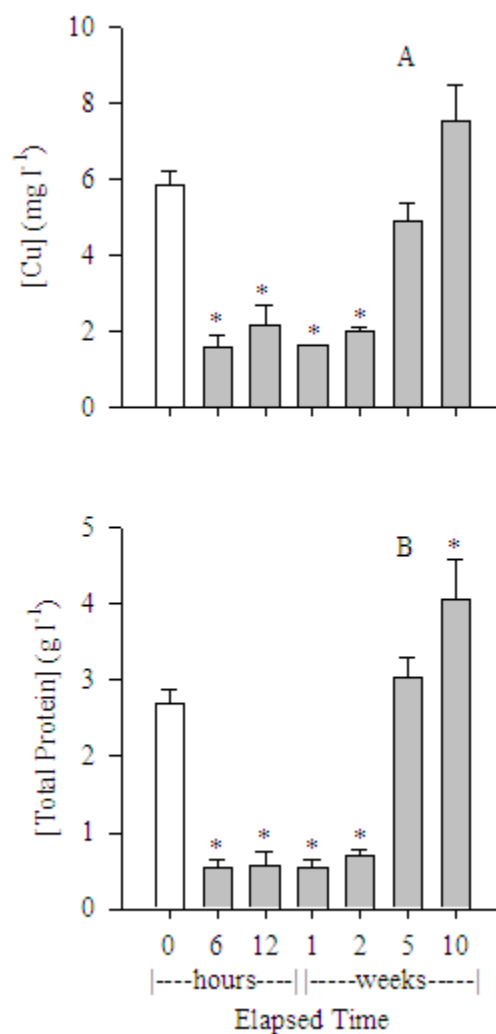 10
A
8
[Cu] (mg l⁻¹)
6
4
* * * *
2
0
5
B *
4
[Total Protein] (g l⁻¹)
3
2
1
* * * *
0
0 6 12 1 2 5 10
|----hours----||-----weeks-----|
Elapsed Time